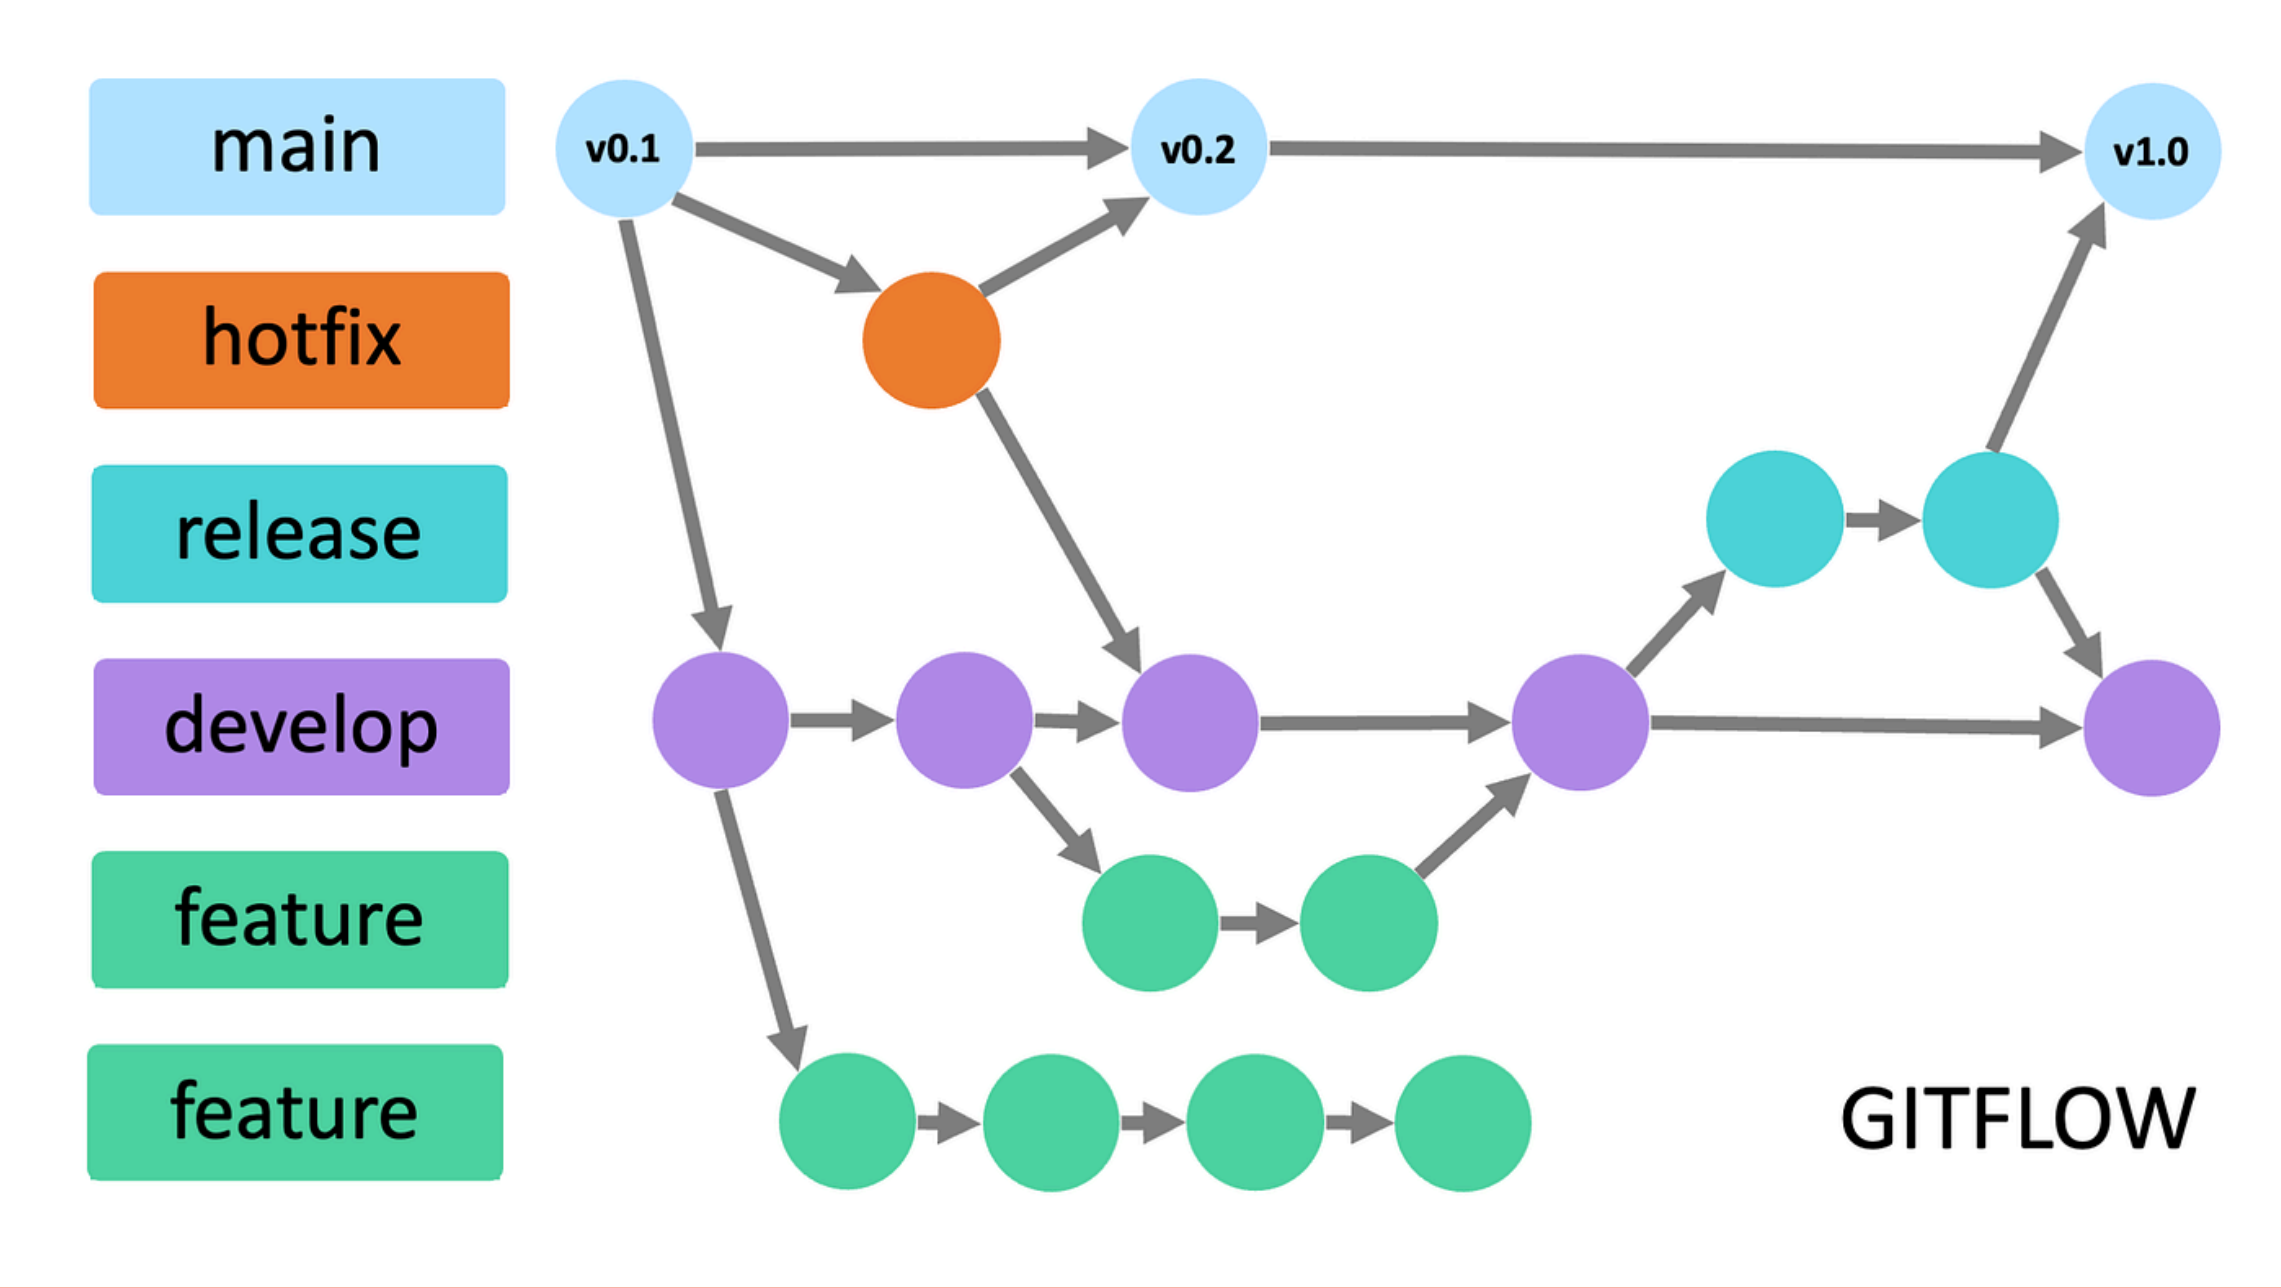 main
v0.1
v0.2
v1.0
hotfix
release
develop
feature
feature
GITFLOW